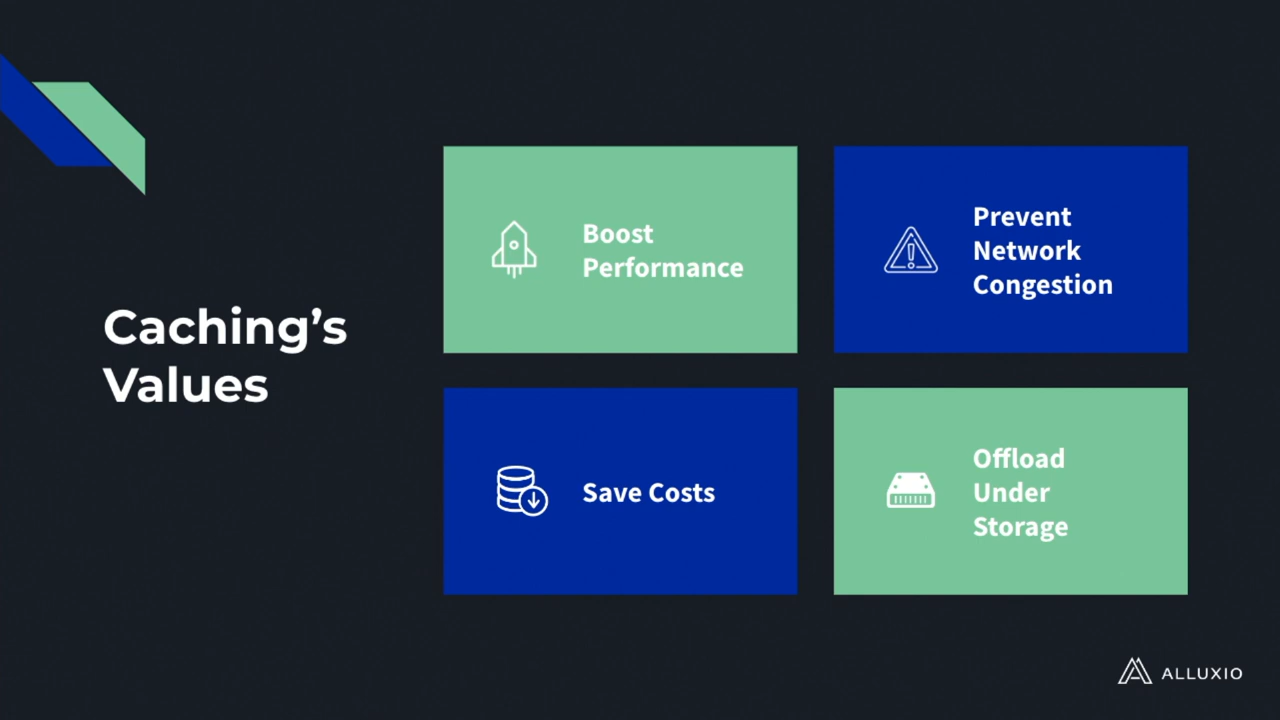 Caching’s
Values
Boost
Performance
Prevent
Network
Congestion
Save Costs
Offload
Under
Storage
ALLUXIO